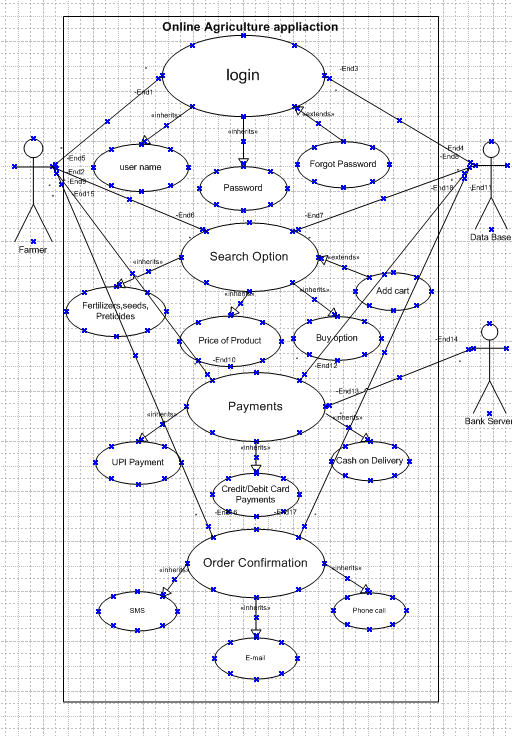 Online Agriculture appliaction
login
-End3
-End1
«inherits»
«inherits»
«extends»
user name
Password
Forgot Password
-End5
-End2
-End9
-End15
-End4
-End8
-End18
-End11
Farmer
Data Base
-End6
-End7
Search Option
«inherits»
«extends»
«inherits»
«inherits»
Add cart
Fertilizers,seeds,
Preticides
Price of Product
Buy option
-End10
-End12
-End14
-End13
Bank Server
Payments
«inherits»
«inherits»
«inherits»
UPI Payment
Cash on Delivery
Credit/Debit Card
Payments
-End17
Order Confirmation
«inherits»
«inherits»
«inherits»
SMS
Phone call
E-mail